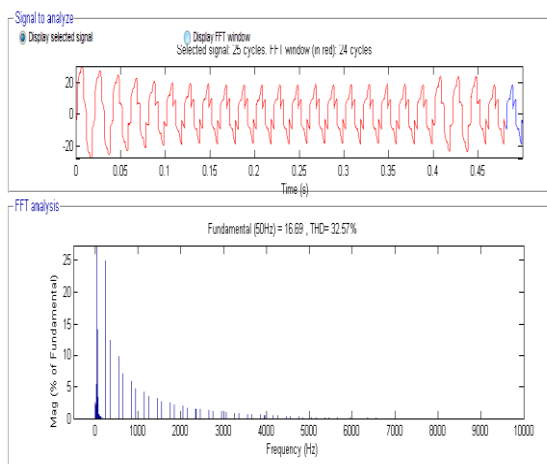 Signal to analyze
Display selected signal Display FFT window
Selected signal: 25 cycles. FFT window (in red): 24 cycles
20
0
-20
0 0.05 0.1 0.15 0.2 0.25 0.3 0.35 0.4 0.45
Time (s)
FFT analysis
Fundamental (50Hz) = 16.69 , THD= 32.57%
Mag (% of Fundamental)
25
20
15
10
5
0
0 1000 2000 3000 4000 5000 6000 7000 8000 9000 10000
Frequency (Hz)